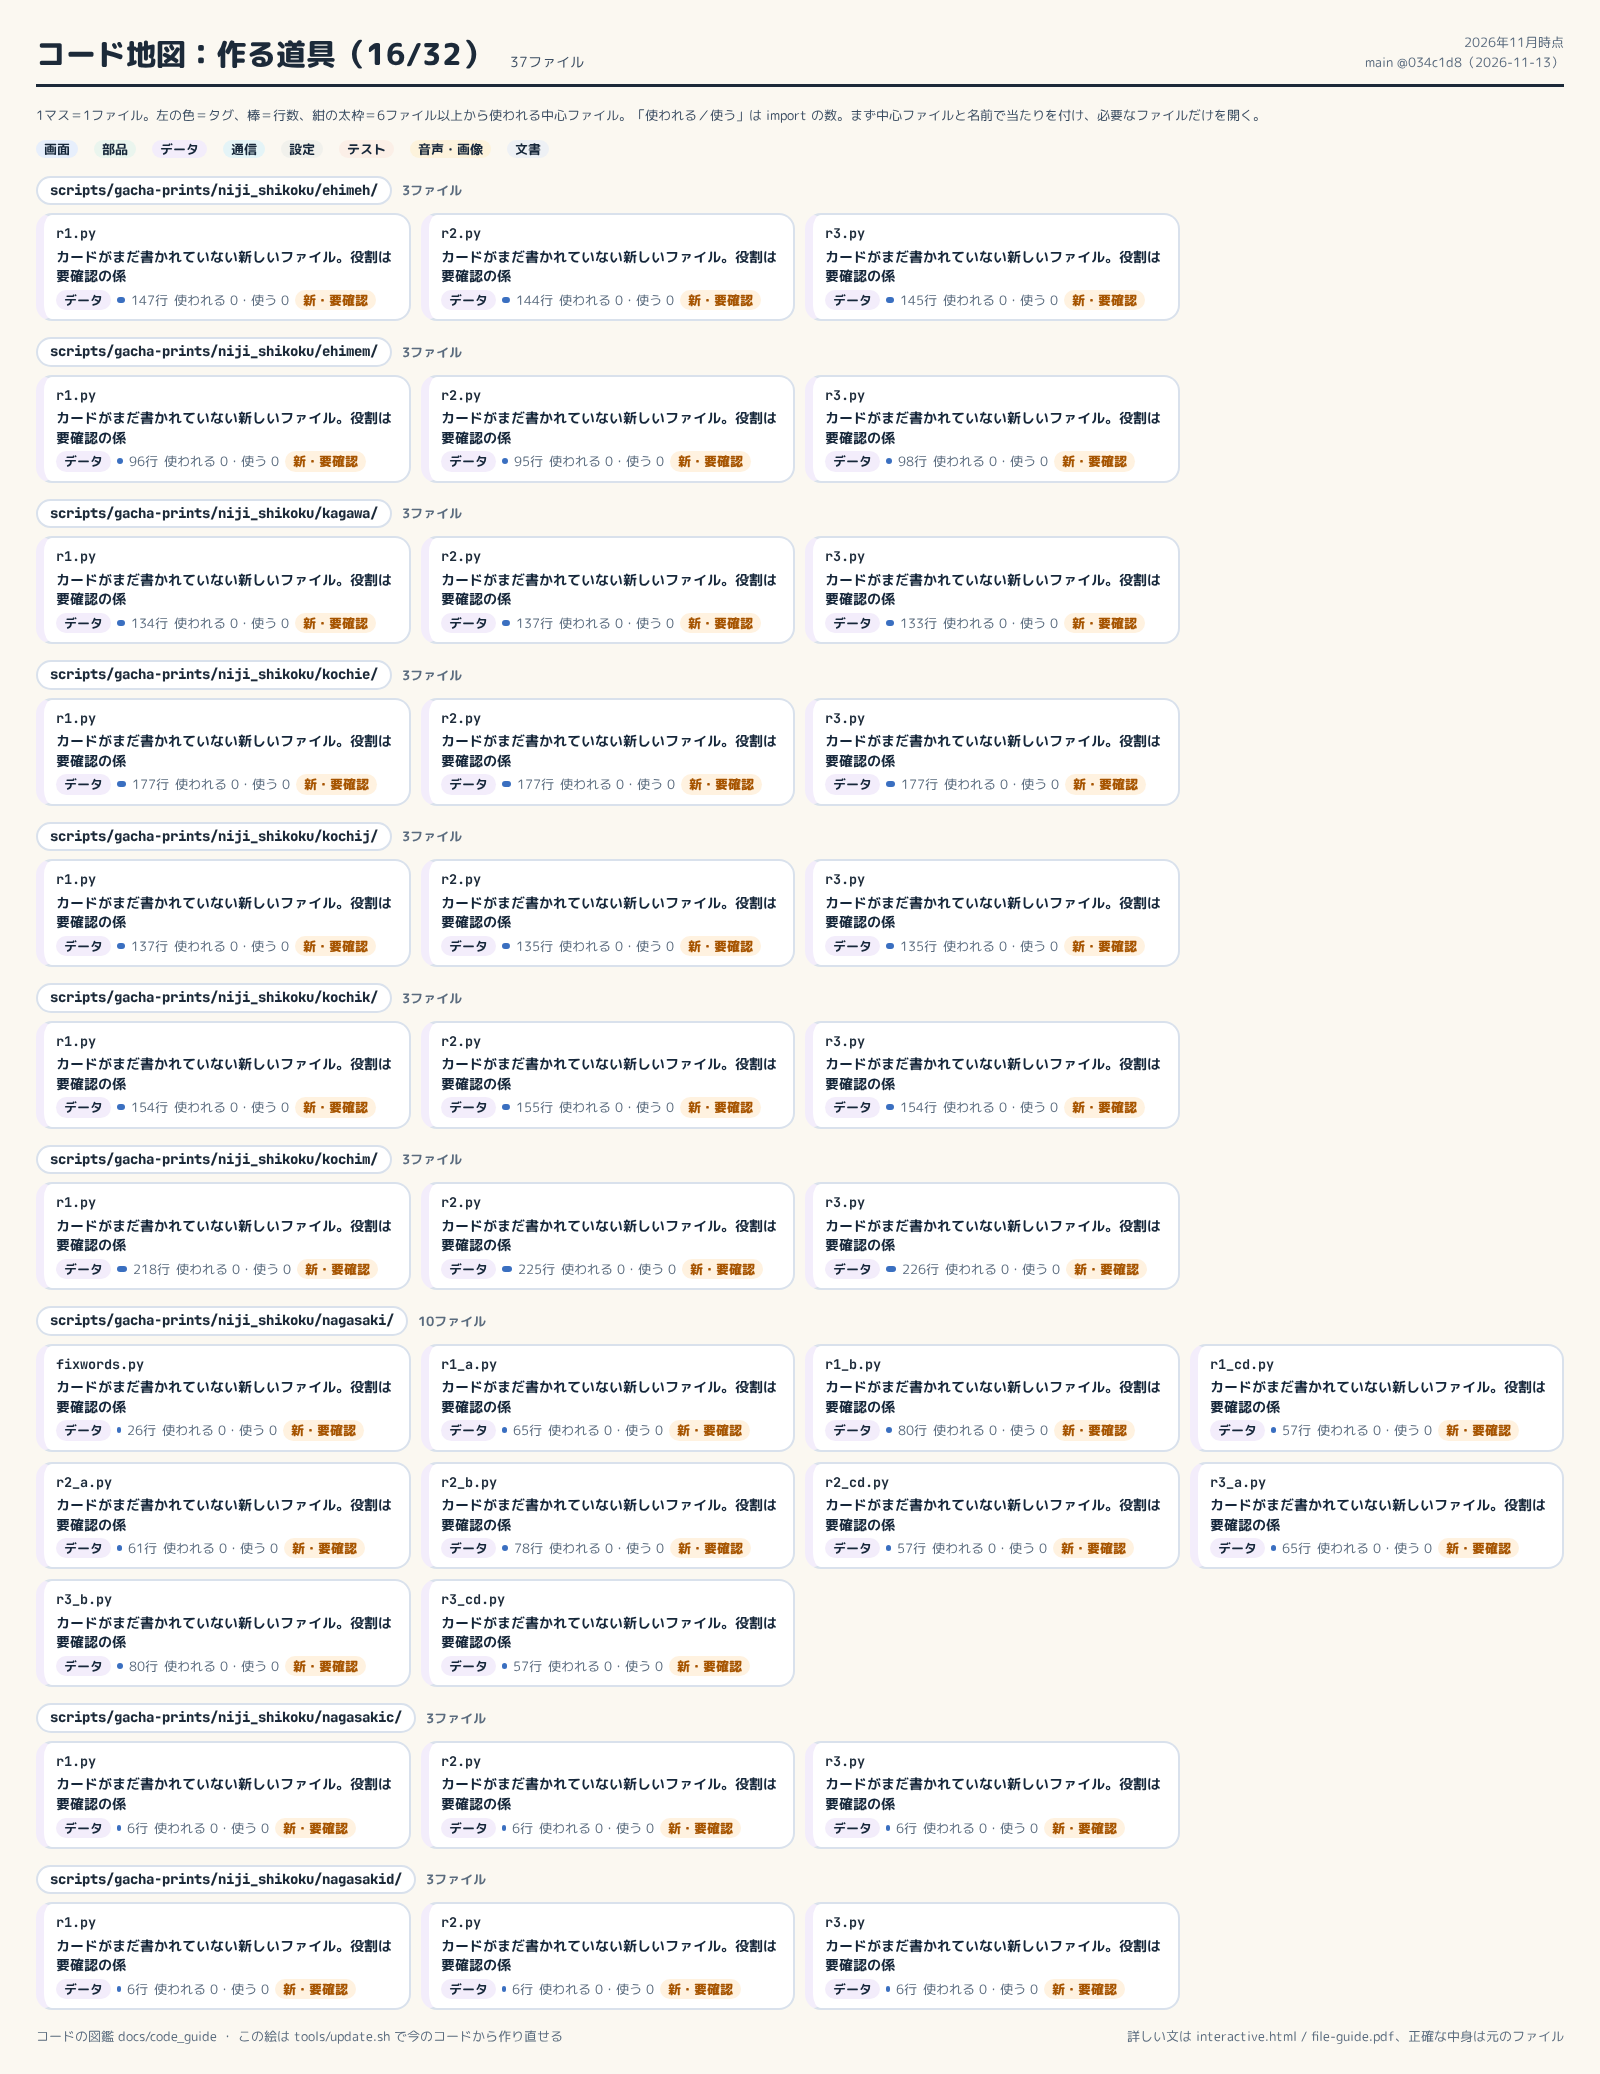 コード地図：作る道具（16/32） 37ファイル
2026年11月時点
main @034c1d8（2026-11-13）
1マス＝1ファイル。左の色＝タグ、棒＝行数、紺の太枠＝6ファイル以上から使われる中心ファイル。「使われる／使う」は import の数。まず中心ファイルと名前で当たりを付け、必要なファイルだけを開く。
画面 部品 データ 通信 設定 テスト 音声・画像 文書
scripts/gacha-prints/niji_shikoku/ehimeh/ 3ファイル
r1.py
カードがまだ書かれていない新しいファイル。役割は
要確認の係
データ 147行 使われる 0 · 使う 0 新・要確認
r2.py
カードがまだ書かれていない新しいファイル。役割は
要確認の係
データ 144行 使われる 0 · 使う 0 新・要確認
r3.py
カードがまだ書かれていない新しいファイル。役割は
要確認の係
データ 145行 使われる 0 · 使う 0 新・要確認
scripts/gacha-prints/niji_shikoku/ehimem/ 3ファイル
r1.py
カードがまだ書かれていない新しいファイル。役割は
要確認の係
データ 96行 使われる 0 · 使う 0 新・要確認
r2.py
カードがまだ書かれていない新しいファイル。役割は
要確認の係
データ 95行 使われる 0 · 使う 0 新・要確認
r3.py
カードがまだ書かれていない新しいファイル。役割は
要確認の係
データ 98行 使われる 0 · 使う 0 新・要確認
scripts/gacha-prints/niji_shikoku/kagawa/ 3ファイル
r1.py
カードがまだ書かれていない新しいファイル。役割は
要確認の係
データ 134行 使われる 0 · 使う 0 新・要確認
r2.py
カードがまだ書かれていない新しいファイル。役割は
要確認の係
データ 137行 使われる 0 · 使う 0 新・要確認
r3.py
カードがまだ書かれていない新しいファイル。役割は
要確認の係
データ 133行 使われる 0 · 使う 0 新・要確認
scripts/gacha-prints/niji_shikoku/kochie/ 3ファイル
r1.py
カードがまだ書かれていない新しいファイル。役割は
要確認の係
データ 177行 使われる 0 · 使う 0 新・要確認
r2.py
カードがまだ書かれていない新しいファイル。役割は
要確認の係
データ 177行 使われる 0 · 使う 0 新・要確認
r3.py
カードがまだ書かれていない新しいファイル。役割は
要確認の係
データ 177行 使われる 0 · 使う 0 新・要確認
scripts/gacha-prints/niji_shikoku/kochij/ 3ファイル
r1.py
カードがまだ書かれていない新しいファイル。役割は
要確認の係
データ 137行 使われる 0 · 使う 0 新・要確認
r2.py
カードがまだ書かれていない新しいファイル。役割は
要確認の係
データ 135行 使われる 0 · 使う 0 新・要確認
r3.py
カードがまだ書かれていない新しいファイル。役割は
要確認の係
データ 135行 使われる 0 · 使う 0 新・要確認
scripts/gacha-prints/niji_shikoku/kochik/ 3ファイル
r1.py
カードがまだ書かれていない新しいファイル。役割は
要確認の係
データ 154行 使われる 0 · 使う 0 新・要確認
r2.py
カードがまだ書かれていない新しいファイル。役割は
要確認の係
データ 155行 使われる 0 · 使う 0 新・要確認
r3.py
カードがまだ書かれていない新しいファイル。役割は
要確認の係
データ 154行 使われる 0 · 使う 0 新・要確認
scripts/gacha-prints/niji_shikoku/kochim/ 3ファイル
r1.py
カードがまだ書かれていない新しいファイル。役割は
要確認の係
データ 218行 使われる 0 · 使う 0 新・要確認
r2.py
カードがまだ書かれていない新しいファイル。役割は
要確認の係
データ 225行 使われる 0 · 使う 0 新・要確認
r3.py
カードがまだ書かれていない新しいファイル。役割は
要確認の係
データ 226行 使われる 0 · 使う 0 新・要確認
scripts/gacha-prints/niji_shikoku/nagasaki/ 10ファイル
fixwords.py
カードがまだ書かれていない新しいファイル。役割は
要確認の係
データ 26行 使われる 0 · 使う 0 新・要確認
r1_a.py
カードがまだ書かれていない新しいファイル。役割は
要確認の係
データ 65行 使われる 0 · 使う 0 新・要確認
r1_b.py
カードがまだ書かれていない新しいファイル。役割は
要確認の係
データ 80行 使われる 0 · 使う 0 新・要確認
r1_cd.py
カードがまだ書かれていない新しいファイル。役割は
要確認の係
データ 57行 使われる 0 · 使う 0 新・要確認
r2_a.py
カードがまだ書かれていない新しいファイル。役割は
要確認の係
データ 61行 使われる 0 · 使う 0 新・要確認
r2_b.py
カードがまだ書かれていない新しいファイル。役割は
要確認の係
データ 78行 使われる 0 · 使う 0 新・要確認
r2_cd.py
カードがまだ書かれていない新しいファイル。役割は
要確認の係
データ 57行 使われる 0 · 使う 0 新・要確認
r3_a.py
カードがまだ書かれていない新しいファイル。役割は
要確認の係
データ 65行 使われる 0 · 使う 0 新・要確認
r3_b.py
カードがまだ書かれていない新しいファイル。役割は
要確認の係
データ 80行 使われる 0 · 使う 0 新・要確認
r3_cd.py
カードがまだ書かれていない新しいファイル。役割は
要確認の係
データ 57行 使われる 0 · 使う 0 新・要確認
scripts/gacha-prints/niji_shikoku/nagasakic/ 3ファイル
r1.py
カードがまだ書かれていない新しいファイル。役割は
要確認の係
データ 6行 使われる 0 · 使う 0 新・要確認
r2.py
カードがまだ書かれていない新しいファイル。役割は
要確認の係
データ 6行 使われる 0 · 使う 0 新・要確認
r3.py
カードがまだ書かれていない新しいファイル。役割は
要確認の係
データ 6行 使われる 0 · 使う 0 新・要確認
scripts/gacha-prints/niji_shikoku/nagasakid/ 3ファイル
r1.py
カードがまだ書かれていない新しいファイル。役割は
要確認の係
データ 6行 使われる 0 · 使う 0 新・要確認
r2.py
カードがまだ書かれていない新しいファイル。役割は
要確認の係
データ 6行 使われる 0 · 使う 0 新・要確認
r3.py
カードがまだ書かれていない新しいファイル。役割は
要確認の係
データ 6行 使われる 0 · 使う 0 新・要確認
コードの図鑑 docs/code_guide · この絵は tools/update.sh で今のコードから作り直せる
詳しい文は interactive.html / file-guide.pdf、正確な中身は元のファイル